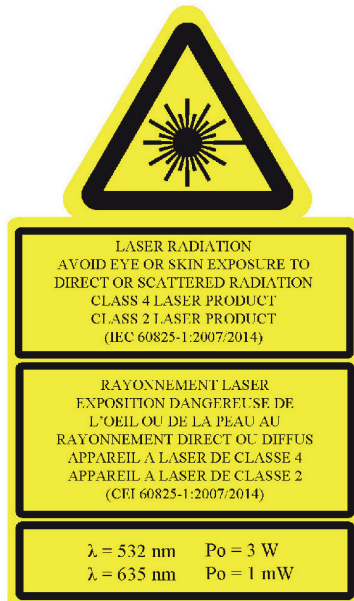 LASER RADIATION
AVOID EYE OR SKIN EXPOSURE TO
DIRECT OR SCATTERED RADIATION
CLASS 4 LASER PRODUCT
CLASS 2 LASER PRODUCT
(IEC 60825-1:2007/2014)
RAYONNEMENT LASER
EXPOSITION DANGEREUSE DE
L'OEIL OU DE LA PEAU AU
RAYONNEMENT DIRECT OU DIFFUS
APPAREIL A LASER DE CLASSE 4
APPAREIL A LASER DE CLASSE 2
(CEI 60825-1:2007/2014)
λ = 532 nm Po = 3 W
λ = 635 nm Po = 1 mW